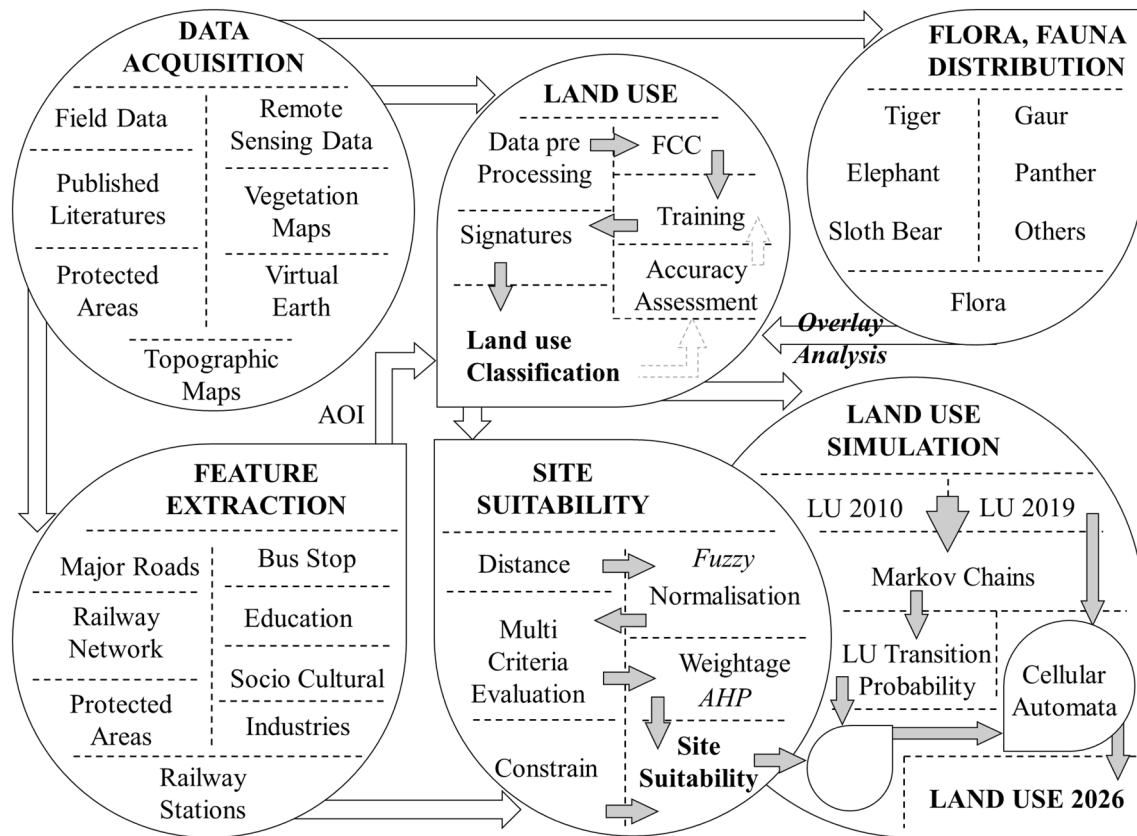 DATA
ACQUISITION
Field Data
Remote
Sensing Data
Published
Literatures
Vegetation
Maps
Protected
Areas
Virtual
Earth
Topographic
Maps
LAND USE
Data pre
Processing
FCC
Training
Signatures
Accuracy
Assessment
Land use
Classification
FLORA, FAUNA
DISTRIBUTION
Tiger
Gaur
Elephant
Panther
Sloth Bear
Others
Flora
Overlay
Analysis
AOI
FEATURE
EXTRACTION
Major Roads
Bus Stop
Railway
Network
Education
Socio Cultural
Protected
Areas
Industries
Railway
Stations
SITE
SUITABILITY
Distance
Fuzzy
Normalisation
Multi
Criteria
Evaluation
Weightage
AHP
Constrain
Site
Suitability
LAND USE
SIMULATION
LU 2010
LU 2019
Markov Chains
LU Transition
Probability
Cellular
Automata
LAND USE 2026